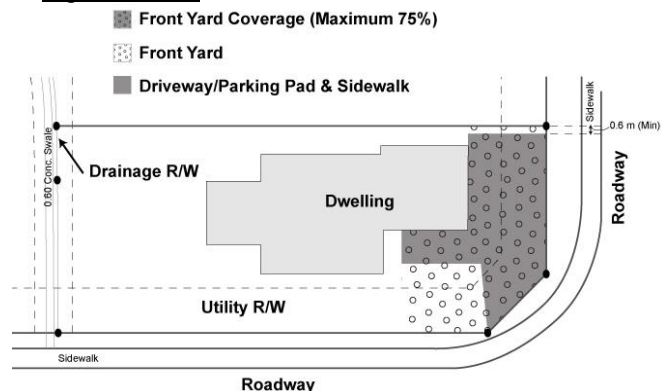 Front Yard Coverage (Maximum 75%)
Front Yard
Driveway/Parking Pad & Sidewalk
Sidewalk
0.6 m (Min)
Roadway
0.60 Conc. Swale
Drainage R/W
Dwelling
Utility R/W
Sidewalk
Roadway